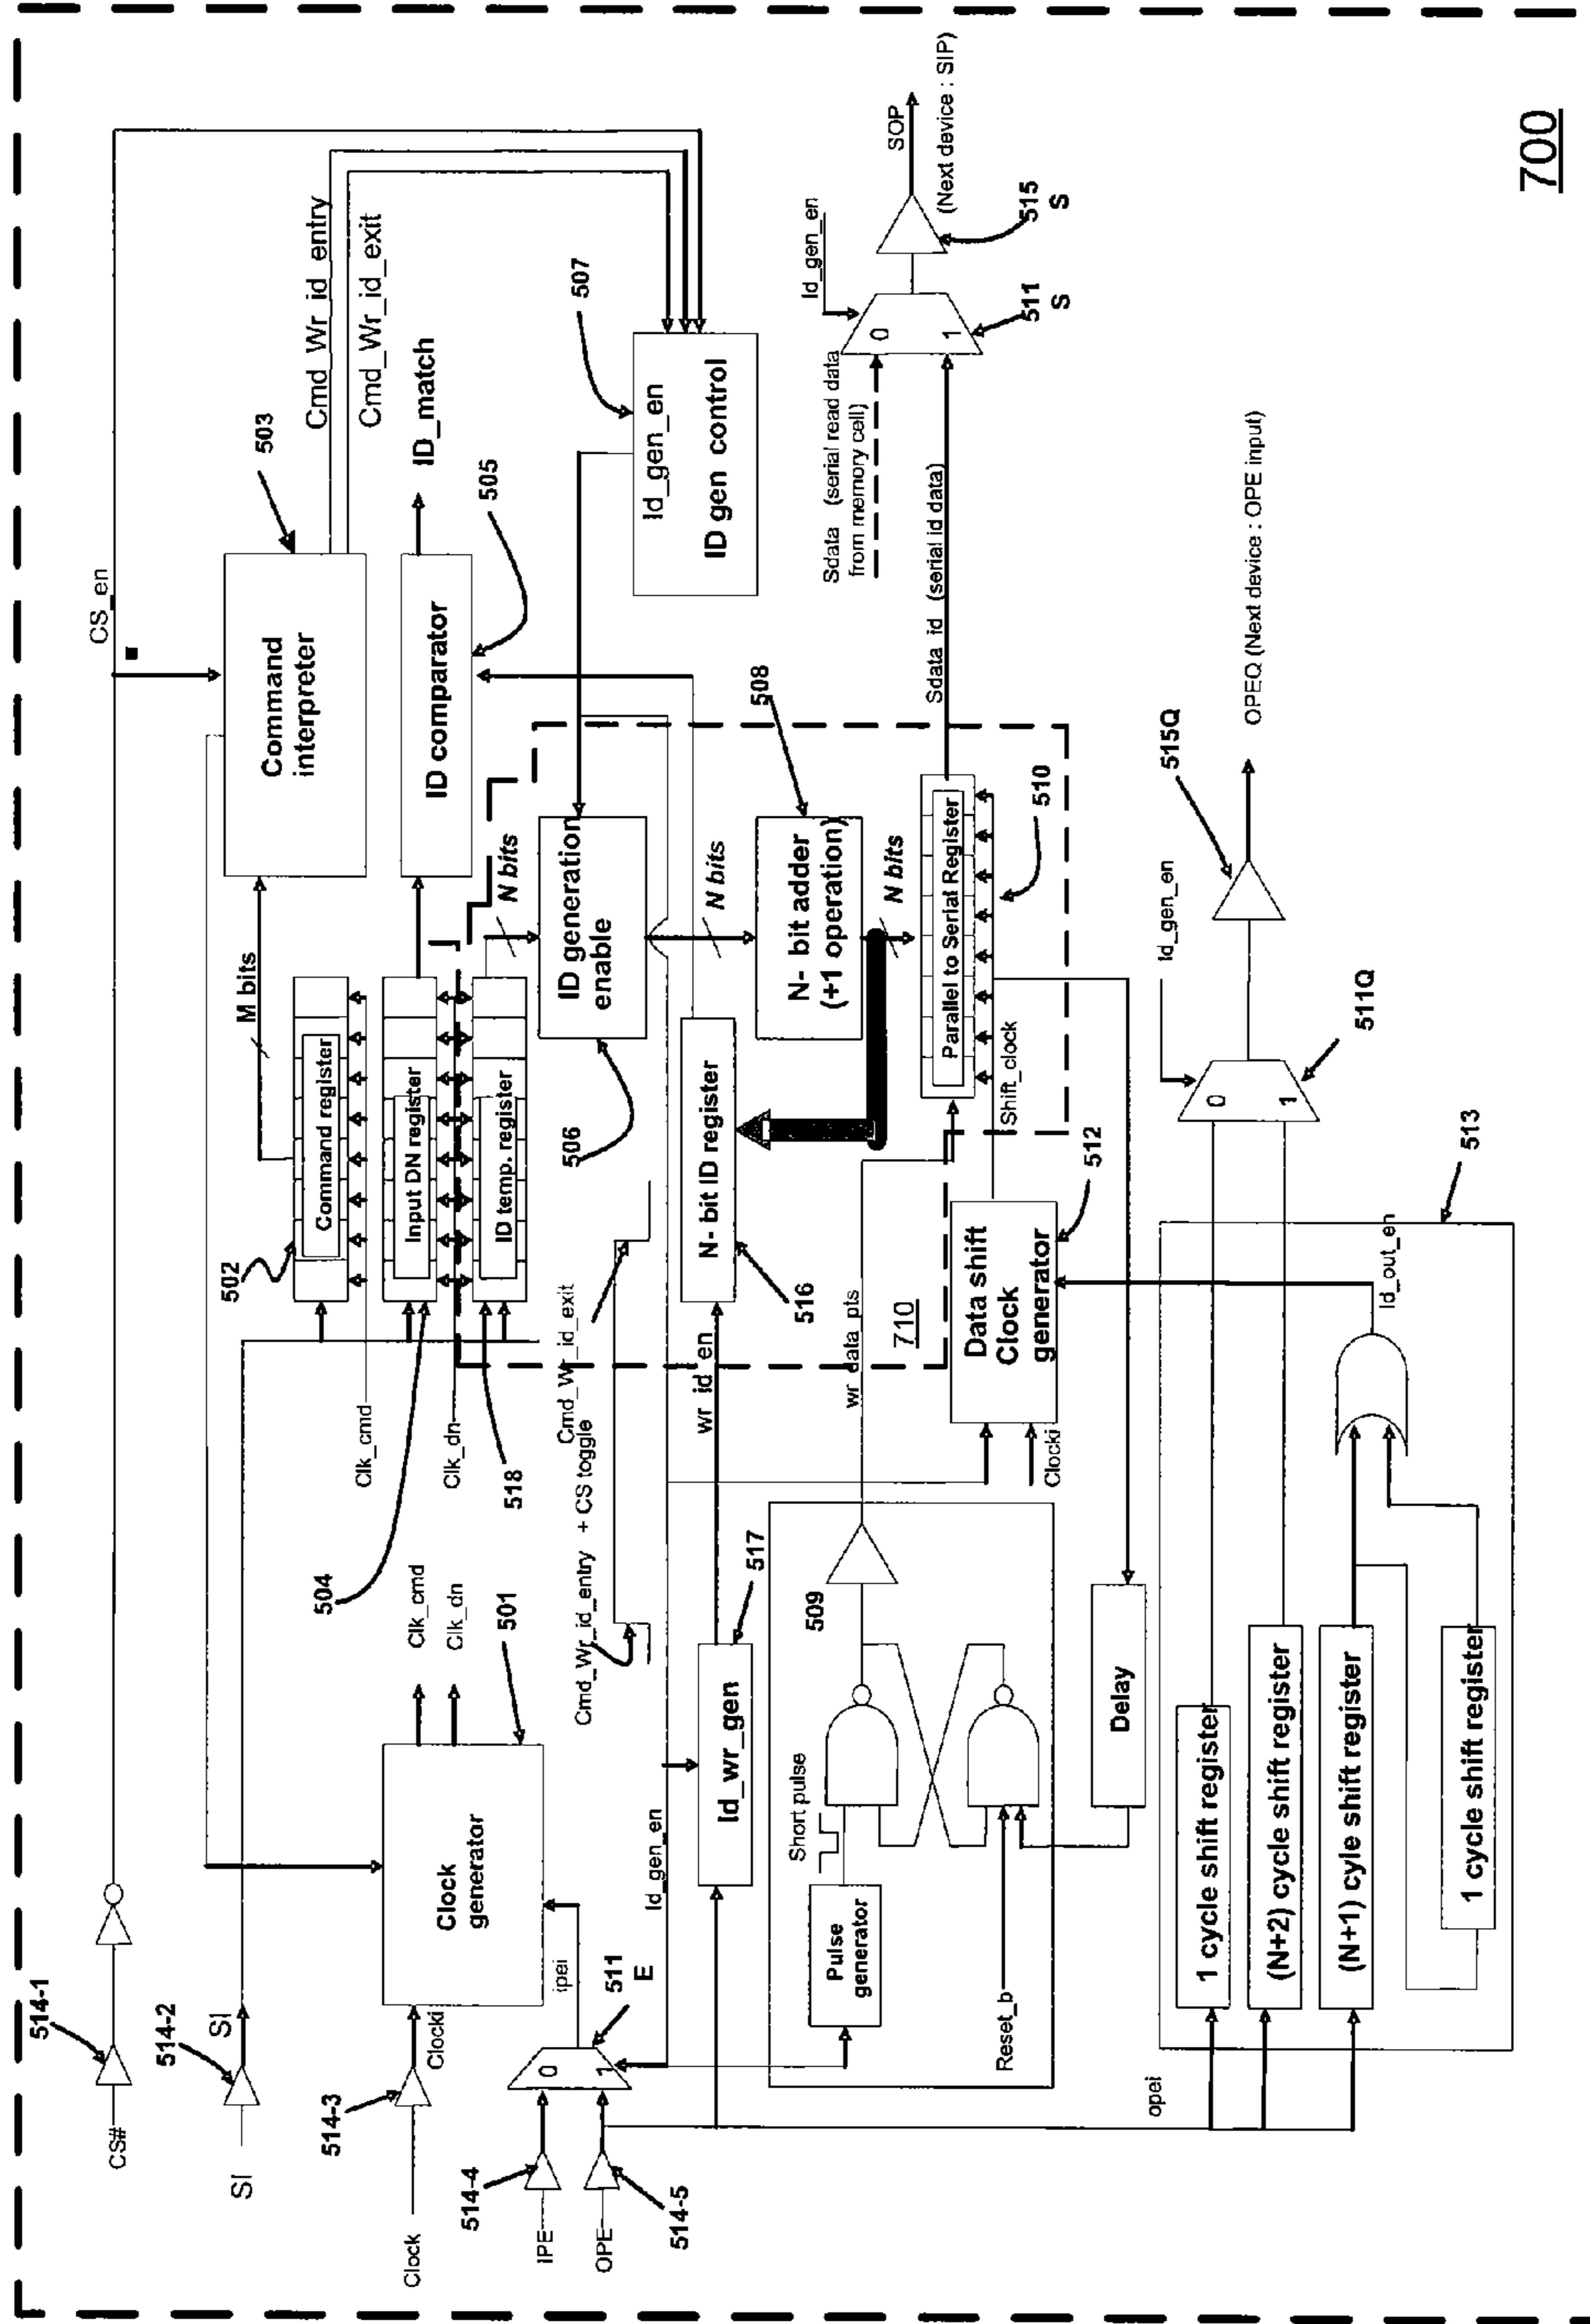 700
CS#
514-1
CS_en
SI
514-2
SI
Clock
514-3
Clocki
IPE
514-4
OPE
514-5
0
1
511
E
ipei
Clock
generator
501
Clk_cmd
Clk_dn
502
Command register
M bits
Clk_cmd
504
Input DN register
Clk_dn
518
ID temp. register
N bits
Command
interpreter
503
Cmd_Wr_id_entry
Cmd_Wr_id_exit
ID comparator
505
ID_match
ID generation
enable
506
Id_gen_en
ID gen control
507
Cmd_Wr_id_entry + CS toggle
Cmd_Wr_id_exit
Id_gen_en
Id_wr_gen
517
wr_id_en
N- bit ID register
516
N bits
N- bit adder
(+1 operation)
508
N bits
710
Short pulse
Pulse
generator
Reset_b
509
wr_data_pts
Parallel to Serial Register
510
Shift_clock
Data shift
Clock
generator
512
Clocki
Delay
Sdata (serial read data
from memory cell)
Sdata_id (serial id data)
Id_gen_en
0
1
511
S
515
S
SOP
(Next device : SIP)
opei
1 cycle shift register
(N+2) cycle shift register
(N+1) cyle shift register
1 cycle shift register
Id_out_en
513
Id_gen_en
0
1
511Q
515Q
OPEQ (Next device : OPE input)